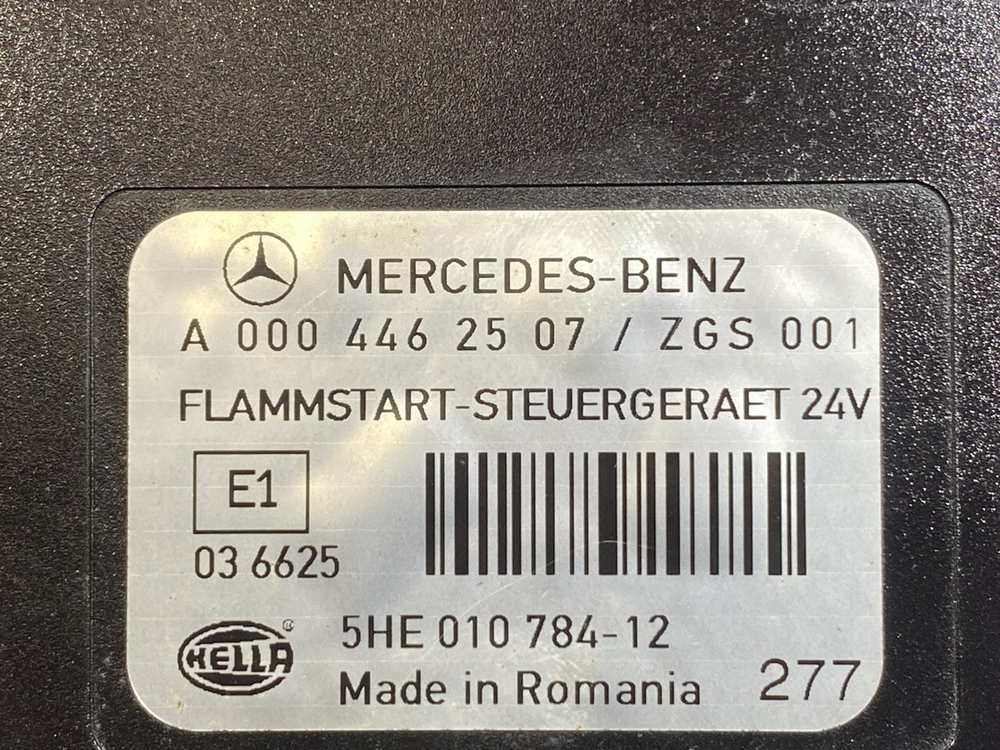 MERCEDES-BENZ
A 000 446 25 07 / ZGS 001
FLAMMSTART-STEUERGERAET 24V
E1
03 6625
HELLA
5HE 010 784-12
Made in Romania
277